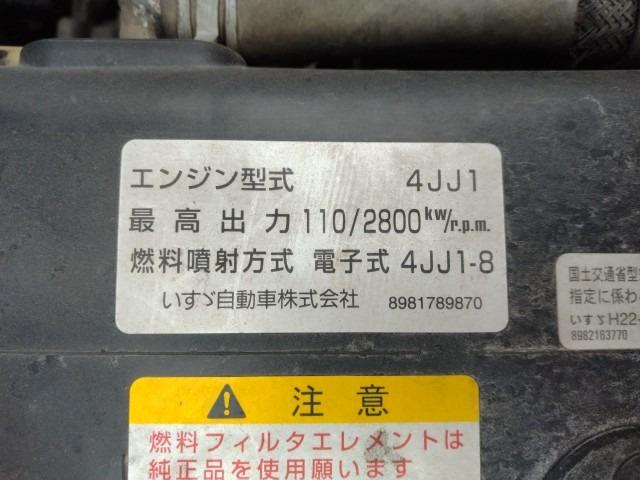 エンジン型式 4JJ1
最高出力 110/2800kw/r.p.m.
燃料噴射方式 電子式 4JJ1-8
いすゞ自動車株式会社 8981789870
国土交通省型
指定に係わ
いすゞH22-
8982163770
⚠ 注意
燃料フィルタエレメントは
純正品を使用願います